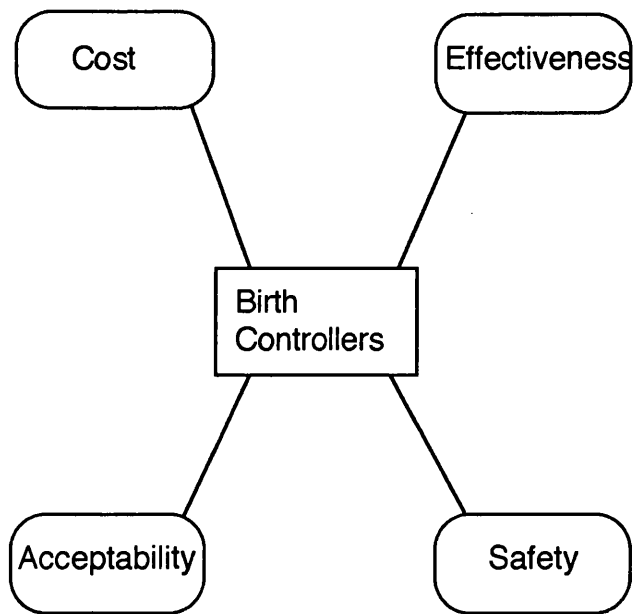 Cost
Effectiveness
Birth
Controllers
Acceptability
Safety